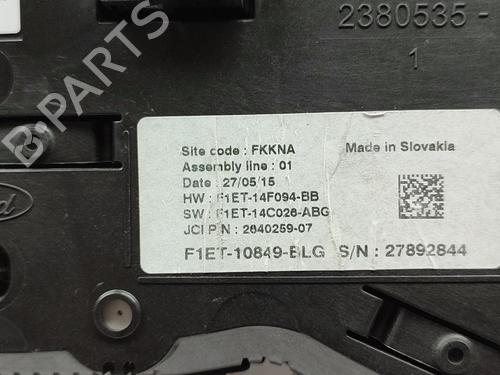 2380535-
1
Site code : FKKNA
Assembly line : 01
Made in Slovakia
Date : 27/05/15
HW : F1ET-14F094-BB
SW : F1ET-14C026-ABG
JCI P/N : 2840259-07
F1ET-10849-BLG S/N : 27892844
Ford
B-Parts